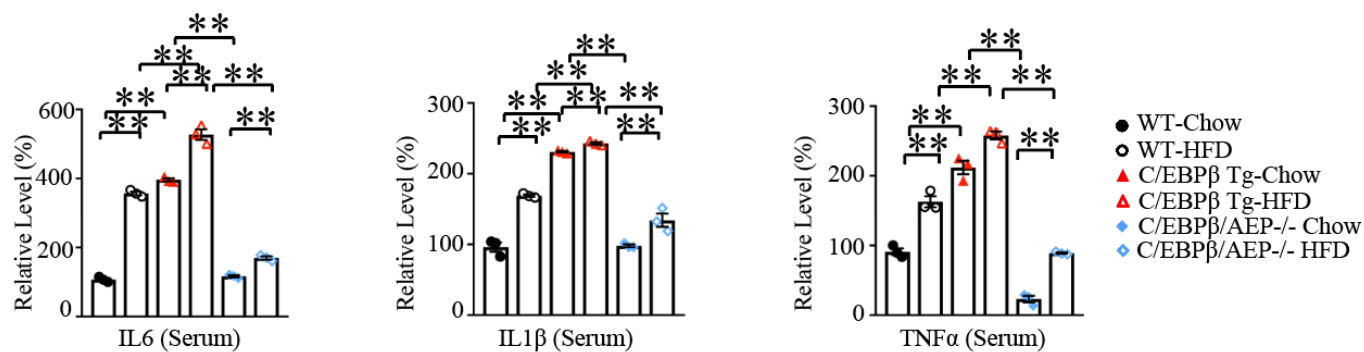 ** ** ** ** ** ** **
600
400
200
0
Relative Level (%)
IL6 (Serum)
** ** ** ** ** ** **
300
200
100
0
Relative Level (%)
IL1β (Serum)
** ** ** ** ** **
300
200
100
0
Relative Level (%)
TNFα (Serum)
WT-Chow
WT-HFD
C/EBPβ Tg-Chow
C/EBPβ Tg-HFD
C/EBPβ/AEP-/- Chow
C/EBPβ/AEP-/- HFD